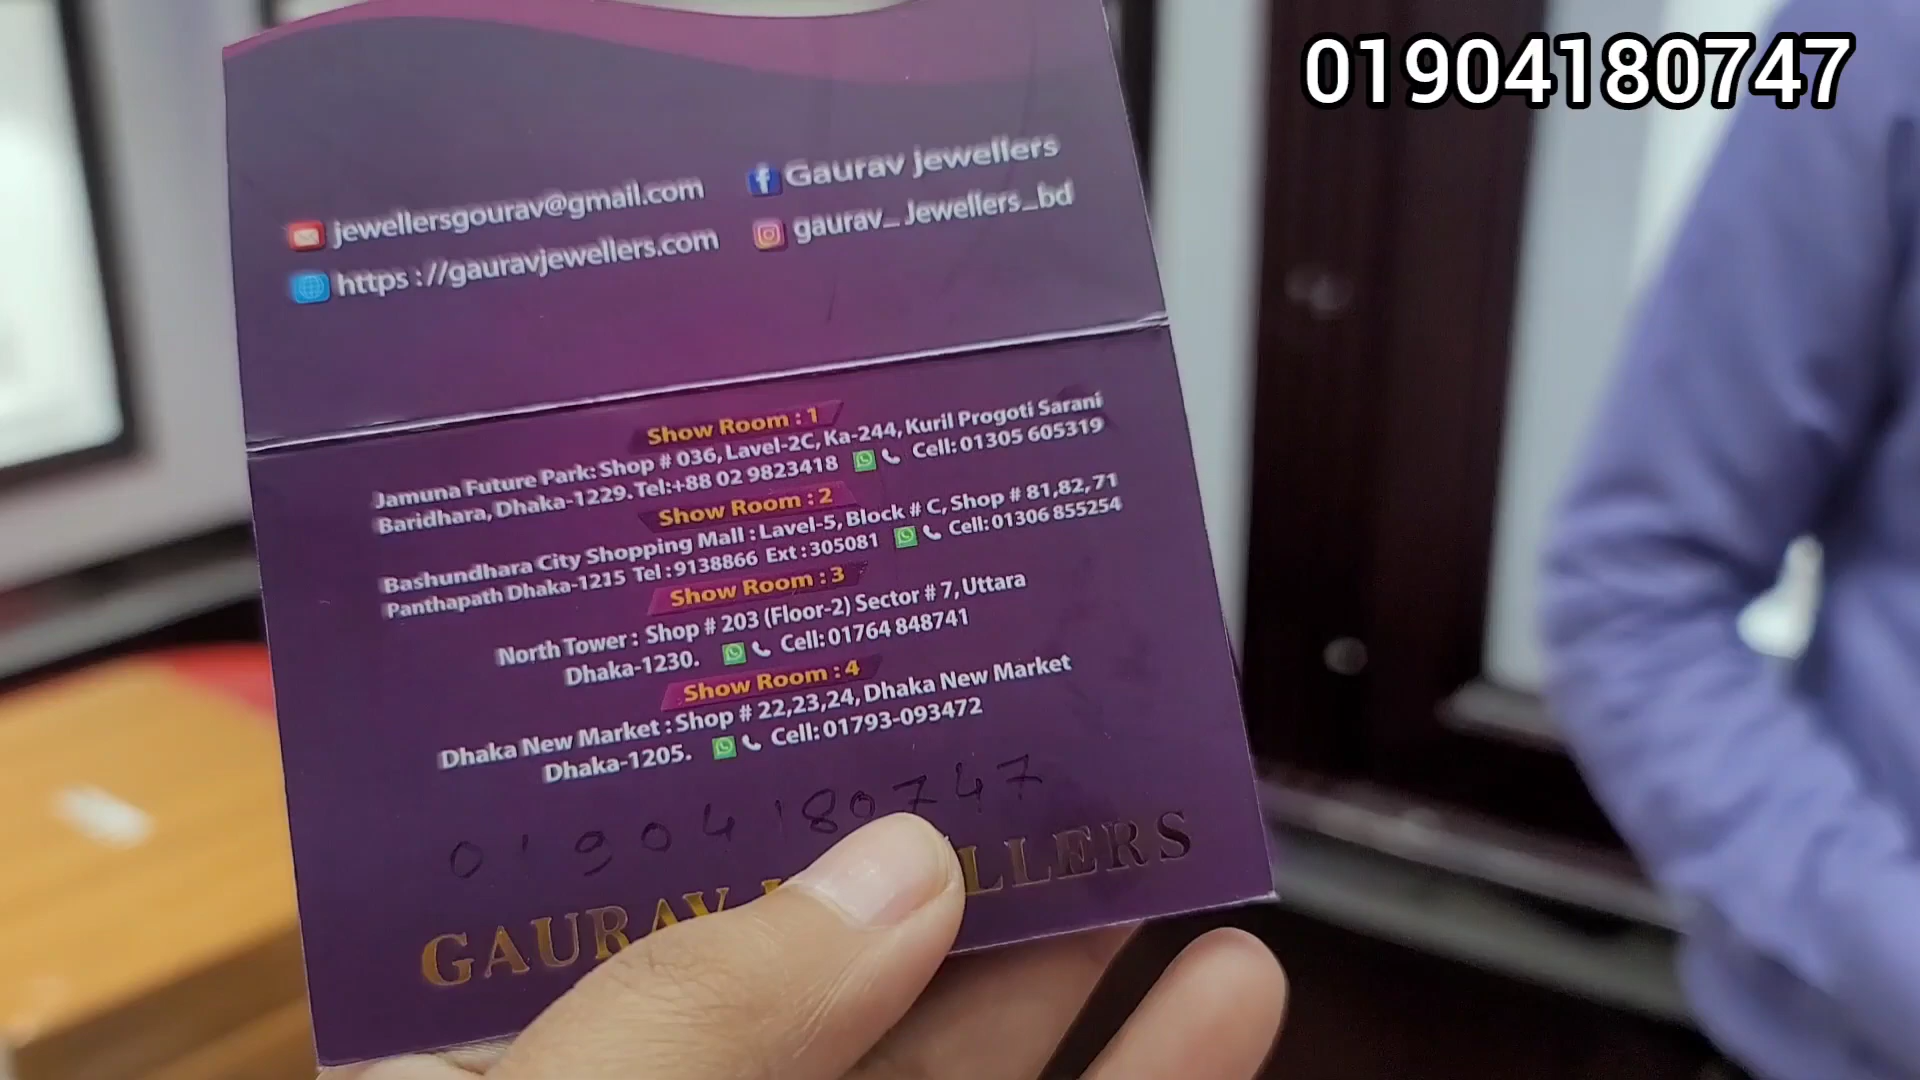 01904180747
jewellersgourav@gmail.com
https ://gauravjewellers.com
Gaurav jewellers
gaurav_ Jewellers_bd
Show Room : 1
Jamuna Future Park: Shop # 036, Lavel-2C, Ka-244, Kuril Progoti Sarani
Baridhara, Dhaka-1229. Tel:+88 02 9823418 Cell: 01305 605319
Show Room : 2
Bashundhara City Shopping Mall : Lavel-5, Block # C, Shop # 81,82,71
Panthapath Dhaka-1215 Tel : 9138866 Ext : 305081 Cell: 01306 855254
Show Room : 3
North Tower : Shop # 203 (Floor-2) Sector # 7, Uttara
Dhaka-1230. Cell: 01764 848741
Show Room : 4
Dhaka New Market : Shop # 22,23,24, Dhaka New Market
Dhaka-1205. Cell: 01793-093472
01904180747
GAURAV